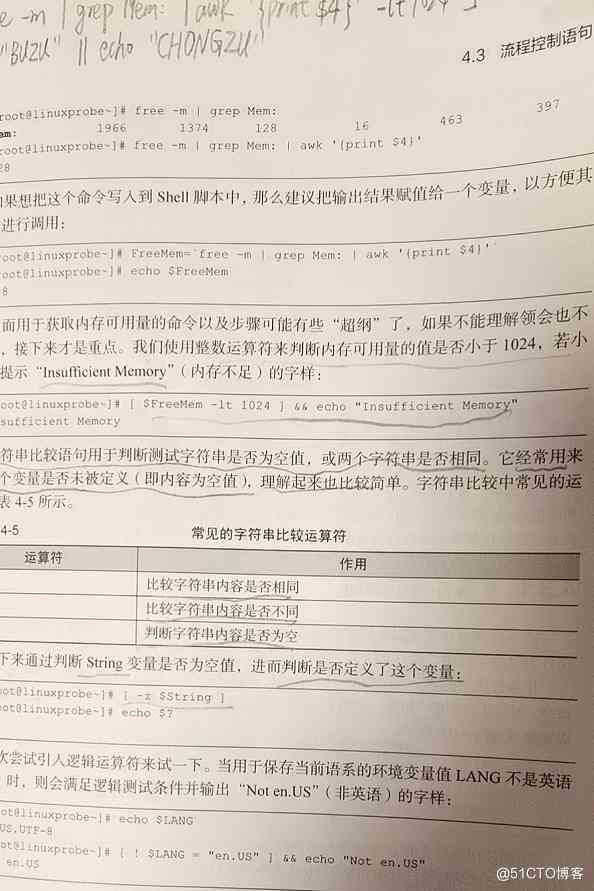 e -m | grep Mem: | awk '{print $4}' -lt 1024 ]
"BUZU" || echo "CHONGZU"
4.3 流程控制语句
root@linuxprobe~]# free -m | grep Mem:
em: 1966 1374 128 16 463 397
root@linuxprobe~]# free -m | grep Mem: | awk '{print $4}'
28
如果想把这个命令写入到 Shell 脚本中，那么建议把输出结果赋值给一个变量，以方便其
进行调用：
root@linuxprobe~]# FreeMem=`free -m | grep Mem: | awk '{print $4}'`
root@linuxprobe~]# echo $FreeMem
8
面用于获取内存可用量的命令以及步骤可能有些“超纲”了，如果不能理解领会也不
，接下来才是重点。我们使用整数运算符来判断内存可用量的值是否小于 1024，若小
提示“Insufficient Memory”（内存不足）的字样：
oot@linuxprobe~]# [ $FreeMem -lt 1024 ] && echo "Insufficient Memory"
sufficient Memory
符串比较语句用于判断测试字符串是否为空值，或两个字符串是否相同。它经常用来
个变量是否未被定义（即内容为空值），理解起来也比较简单。字符串比较中常见的运
表 4-5 所示。
4-5 常见的字符串比较运算符
运算符 作用
比较字符串内容是否相同
比较字符串内容是否不同
判断字符串内容是否为空
下来通过判断 String 变量是否为空值，进而判断是否定义了这个变量：
oot@linuxprobe~]# [ -z $String ]
oot@linuxprobe~]# echo $?
次尝试引入逻辑运算符来试一下。当用于保存当前语系的环境变量值 LANG 不是英语
时，则会满足逻辑测试条件并输出“Not en.US”（非英语）的字样：
ot@linuxprobe~]# echo $LANG
US.UTF-8
ot@linuxprobe~]# [ ! $LANG = "en.US" ] && echo "Not en.US"
en.US
@51CTO博客